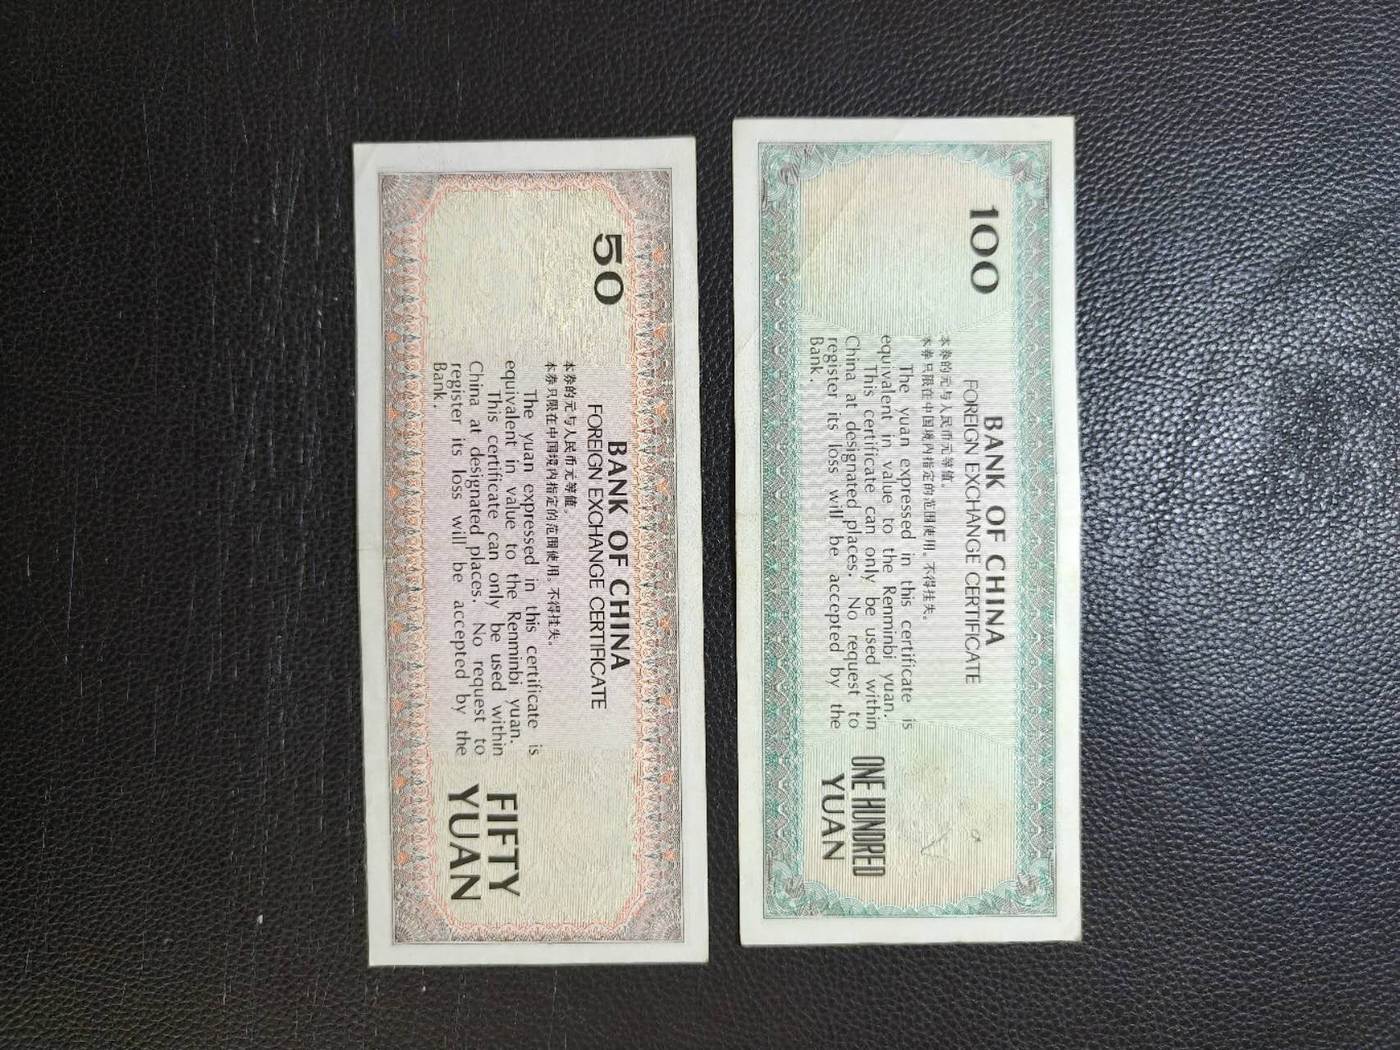 50
BANK OF CHINA
FOREIGN EXCHANGE CERTIFICATE
本券的元与人民币元等值。
本券只限在中国境内指定的范围使用。不得挂失。
The yuan expressed in this certificate is
equivalent in value to the Renminbi yuan.
This certificate can only be used within
China at designated places. No request to
register its loss will be accepted by the
Bank.
FIFTY
YUAN
100
BANK OF CHINA
FOREIGN EXCHANGE CERTIFICATE
本券的元与人民币元等值。
本券只限在中国境内指定的范围使用。不得挂失。
The yuan expressed in this certificate is
equivalent in value to the Renminbi yuan.
This certificate can only be used within
China at designated places. No request to
register its loss will be accepted by the
Bank.
ONE HUNDRED
YUAN